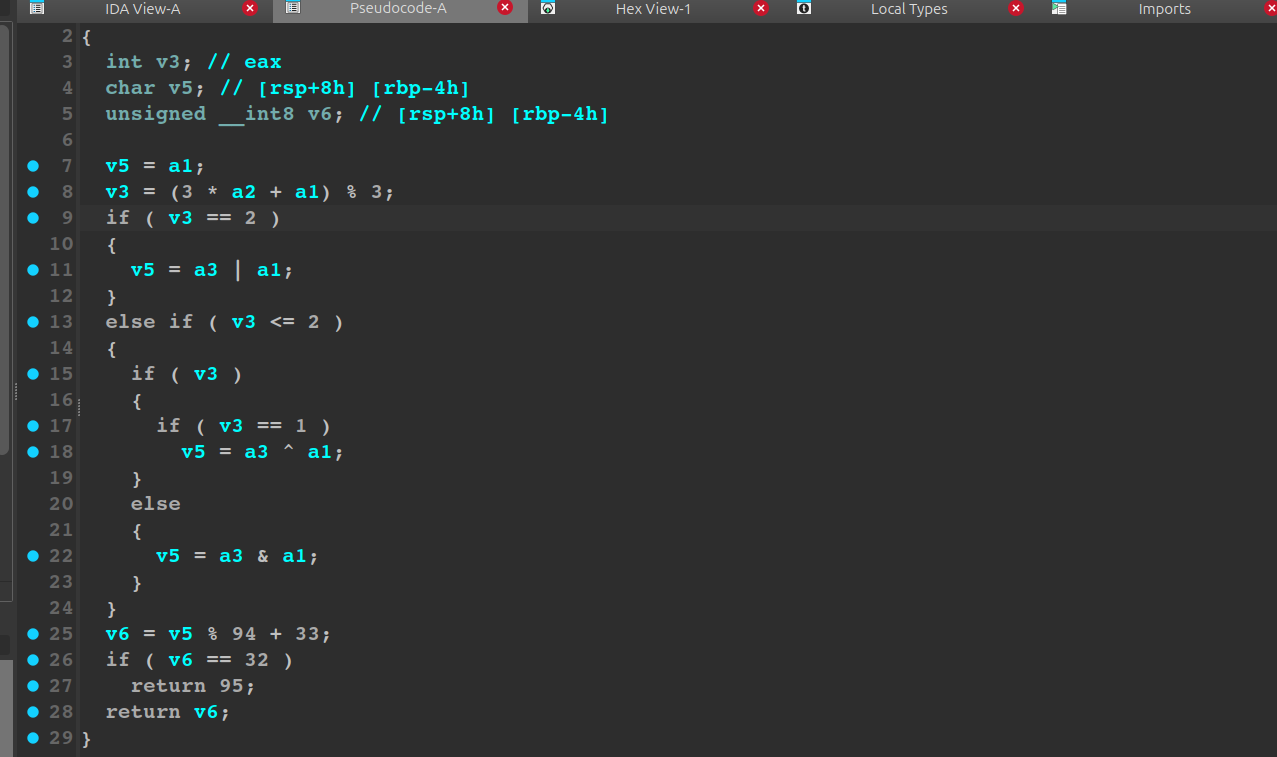 IDA View-A Pseudocode-A Hex View-1 Local Types Imports
2 {
3   int v3; // eax
4   char v5; // [rsp+8h] [rbp-4h]
5   unsigned __int8 v6; // [rsp+8h] [rbp-4h]
6
7   v5 = a1;
8   v3 = (3 * a2 + a1) % 3;
9   if ( v3 == 2 )
10   {
11     v5 = a3 | a1;
12   }
13   else if ( v3 <= 2 )
14   {
15     if ( v3 )
16     {
17       if ( v3 == 1 )
18         v5 = a3 ^ a1;
19     }
20     else
21     {
22       v5 = a3 & a1;
23     }
24   }
25   v6 = v5 % 94 + 33;
26   if ( v6 == 32 )
27     return 95;
28   return v6;
29 }